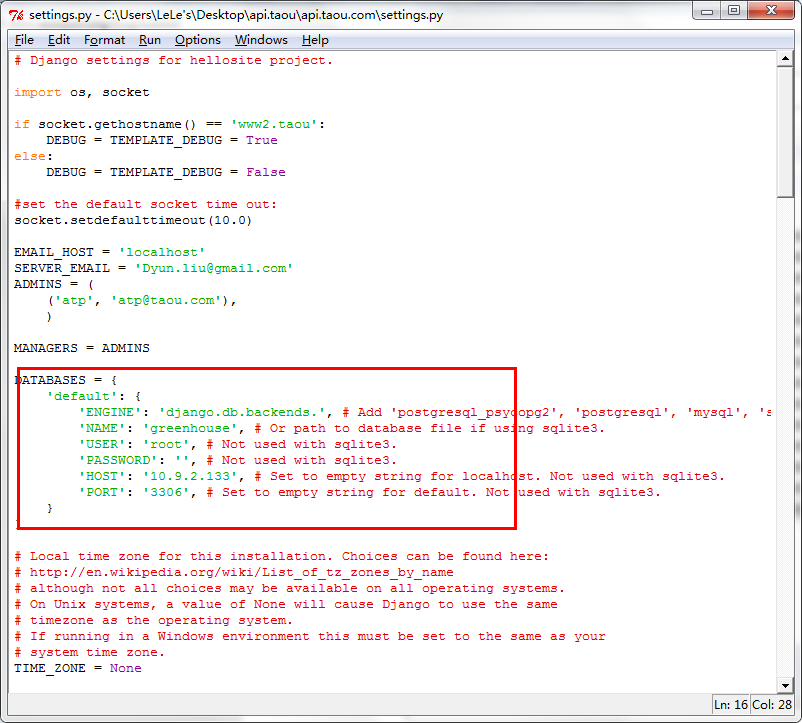 settings.py - C:\Users\LeLe's\Desktop\api.taou\api.taou.com\settings.py
File Edit Format Run Options Windows Help
# Django settings for hellosite project.
import os, socket
if socket.gethostname() == 'www2.taou':
    DEBUG = TEMPLATE_DEBUG = True
else:
    DEBUG = TEMPLATE_DEBUG = False
#set the default socket time out:
socket.setdefaulttimeout(10.0)
EMAIL_HOST = 'localhost'
SERVER_EMAIL = 'Dyun.liu@gmail.com'
ADMINS = (
    ('atp', 'atp@taou.com'),
    )
MANAGERS = ADMINS
DATABASES = {
    'default': {
        'ENGINE': 'django.db.backends.', # Add 'postgresql_psycopg2', 'postgresql', 'mysql', 's
        'NAME': 'greenhouse', # Or path to database file if using sqlite3.
        'USER': 'root', # Not used with sqlite3.
        'PASSWORD': '', # Not used with sqlite3.
        'HOST': '10.9.2.133', # Set to empty string for localhost. Not used with sqlite3.
        'PORT': '3306', # Set to empty string for default. Not used with sqlite3.
    }
# Local time zone for this installation. Choices can be found here:
# http://en.wikipedia.org/wiki/List_of_tz_zones_by_name
# although not all choices may be available on all operating systems.
# On Unix systems, a value of None will cause Django to use the same
# timezone as the operating system.
# If running in a Windows environment this must be set to the same as your
# system time zone.
TIME_ZONE = None
Ln: 16 Col: 28